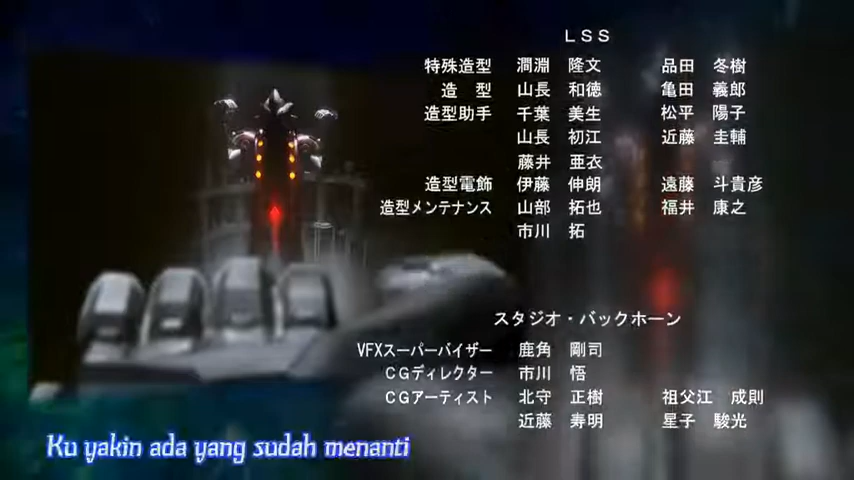 LSS
特殊造型 澗淵 隆文 品田 冬樹
造 型 山長 和徳 亀田 義郎
造型助手 千葉 美生 松平 陽子
山長 初江 近藤 圭輔
藤井 亜衣
造型電飾 伊藤 伸朗 遠藤 斗貴彦
造型メンテナンス 山部 拓也 福井 康之
市川 拓
スタジオ・バックホーン
VFXスーパーバイザー 鹿角 剛司
CGディレクター 市川 悟
CGアーティスト 北守 正樹 祖父江 成則
近藤 寿明 星子 駿光
Ku yakin ada yang sudah menanti